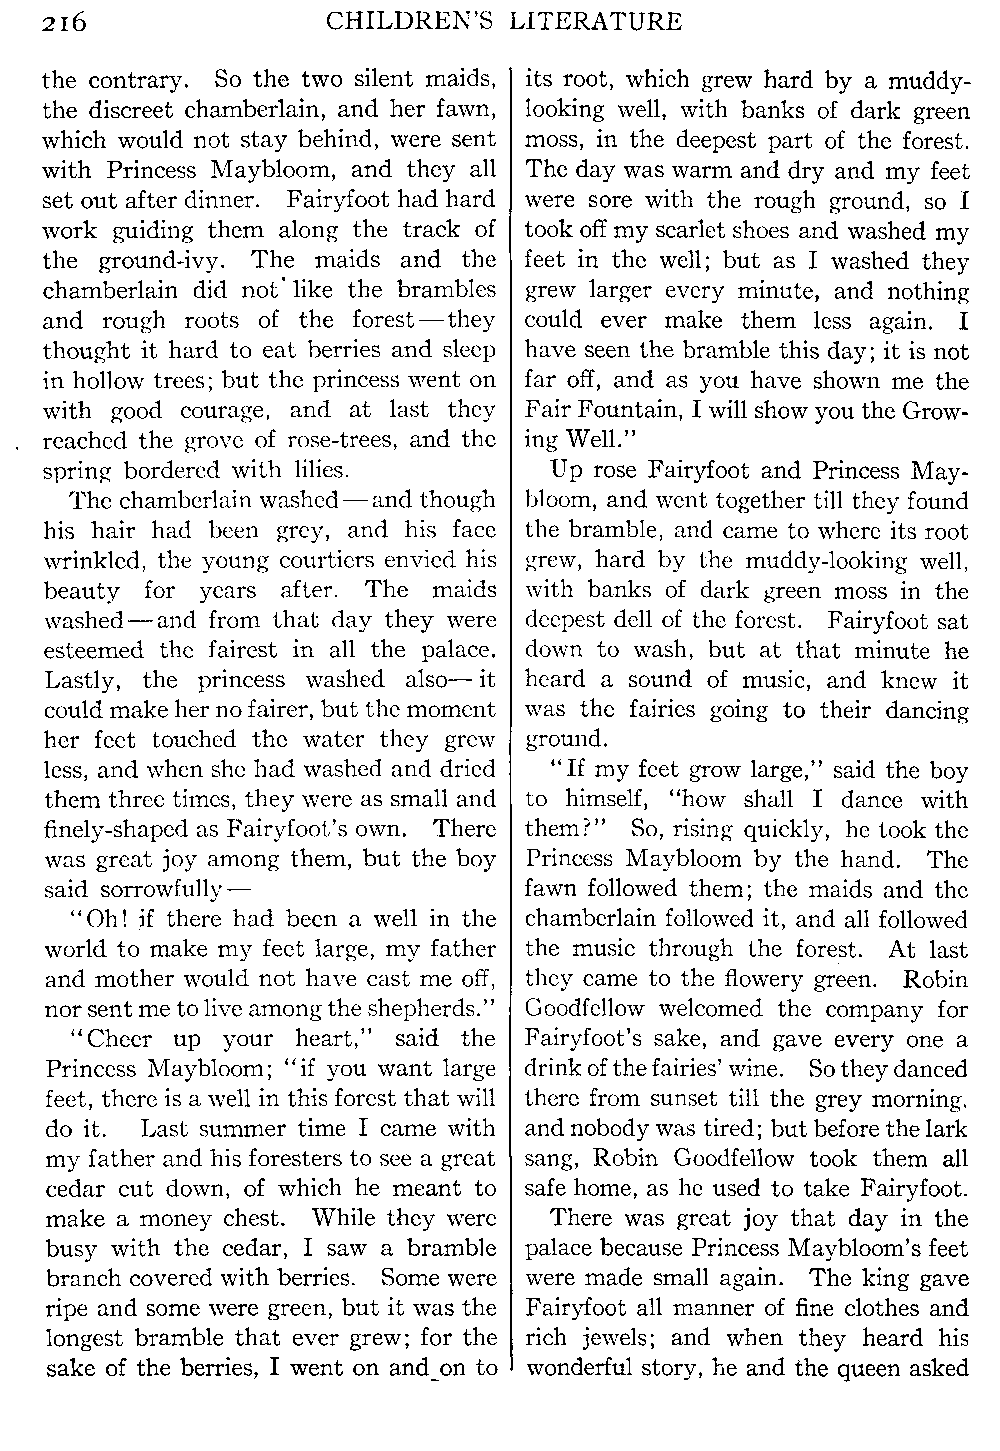 216 CHILDREN'S LITERATURE
the contrary. So the two silent maids,
the discreet chamberlain, and her fawn,
which would not stay behind, were sent
with Princess Maybloom, and they all
set out after dinner. Fairyfoot had hard
work guiding them along the track of
the ground-ivy. The maids and the
chamberlain did not like the brambles
and rough roots of the forest—they
thought it hard to eat berries and sleep
in hollow trees; but the princess went on
with good courage, and at last they
reached the grove of rose-trees, and the
spring bordered with lilies.
The chamberlain washed—and though
his hair had been grey, and his face
wrinkled, the young courtiers envied his
beauty for years after. The maids
washed—and from that day they were
esteemed the fairest in all the palace.
Lastly, the princess washed also—it
could make her no fairer, but the moment
her feet touched the water they grew
less, and when she had washed and dried
them three times, they were as small and
finely-shaped as Fairyfoot's own. There
was great joy among them, but the boy
said sorrowfully—
"Oh! if there had been a well in the
world to make my feet large, my father
and mother would not have cast me off,
nor sent me to live among the shepherds."
"Cheer up your heart," said the
Princess Maybloom; "if you want large
feet, there is a well in this forest that will
do it. Last summer time I came with
my father and his foresters to see a great
cedar cut down, of which he meant to
make a money chest. While they were
busy with the cedar, I saw a bramble
branch covered with berries. Some were
ripe and some were green, but it was the
longest bramble that ever grew; for the
sake of the berries, I went on and on to
its root, which grew hard by a muddy-
looking well, with banks of dark green
moss, in the deepest part of the forest.
The day was warm and dry and my feet
were sore with the rough ground, so I
took off my scarlet shoes and washed my
feet in the well; but as I washed they
grew larger every minute, and nothing
could ever make them less again. I
have seen the bramble this day; it is not
far off, and as you have shown me the
Fair Fountain, I will show you the Grow-
ing Well."
Up rose Fairyfoot and Princess May-
bloom, and went together till they found
the bramble, and came to where its root
grew, hard by the muddy-looking well,
with banks of dark green moss in the
deepest dell of the forest. Fairyfoot sat
down to wash, but at that minute he
heard a sound of music, and knew it
was the fairies going to their dancing
ground.
"If my feet grow large," said the boy
to himself, "how shall I dance with
them?" So, rising quickly, he took the
Princess Maybloom by the hand. The
fawn followed them; the maids and the
chamberlain followed it, and all followed
the music through the forest. At last
they came to the flowery green. Robin
Goodfellow welcomed the company for
Fairyfoot's sake, and gave every one a
drink of the fairies' wine. So they danced
there from sunset till the grey morning,
and nobody was tired; but before the lark
sang, Robin Goodfellow took them all
safe home, as he used to take Fairyfoot.
There was great joy that day in the
palace because Princess Maybloom's feet
were made small again. The king gave
Fairyfoot all manner of fine clothes and
rich jewels; and when they heard his
wonderful story, he and the queen asked